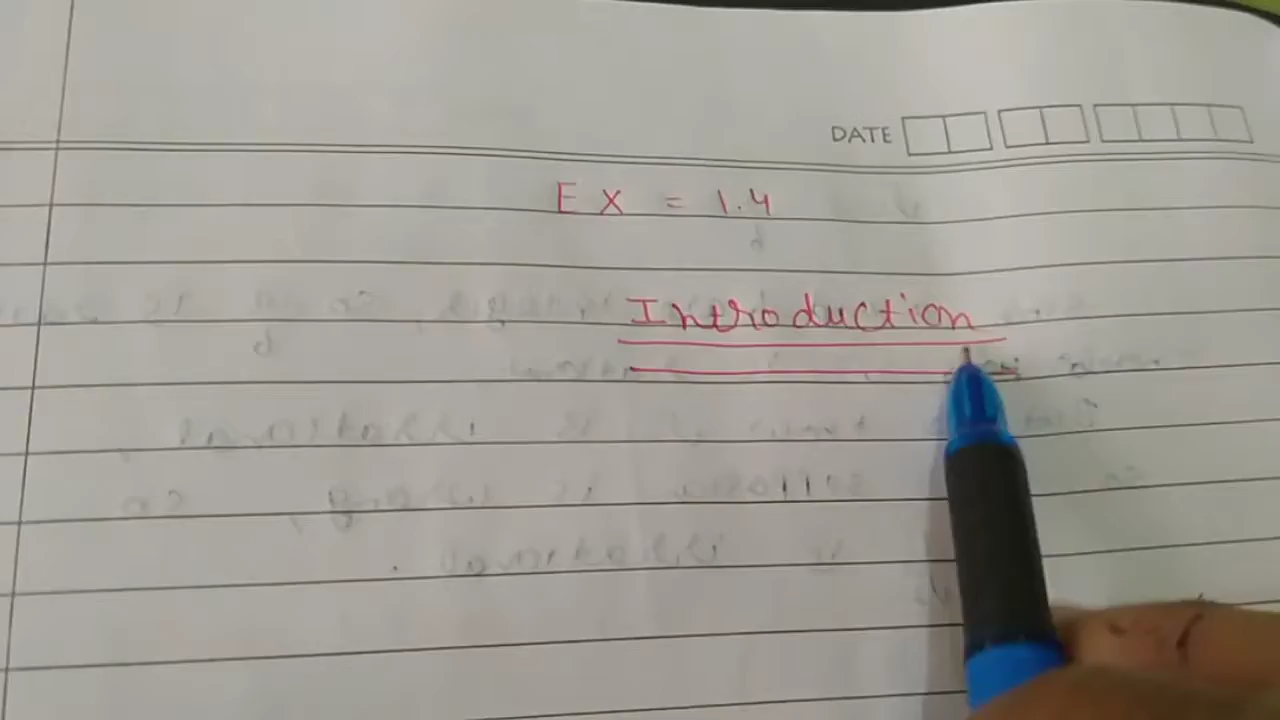 DATE
EX = 1.4
Introduction